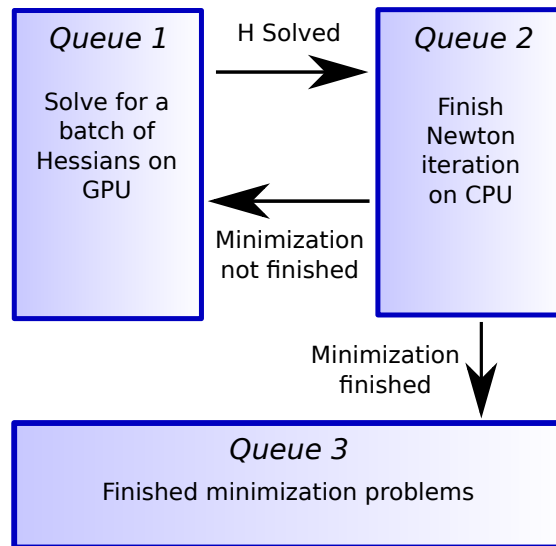 Queue 1
Solve for a
batch of
Hessians on
GPU
H Solved
Queue 2
Finish
Newton
iteration
on CPU
Minimization
not finished
Minimization
finished
Queue 3
Finished minimization problems